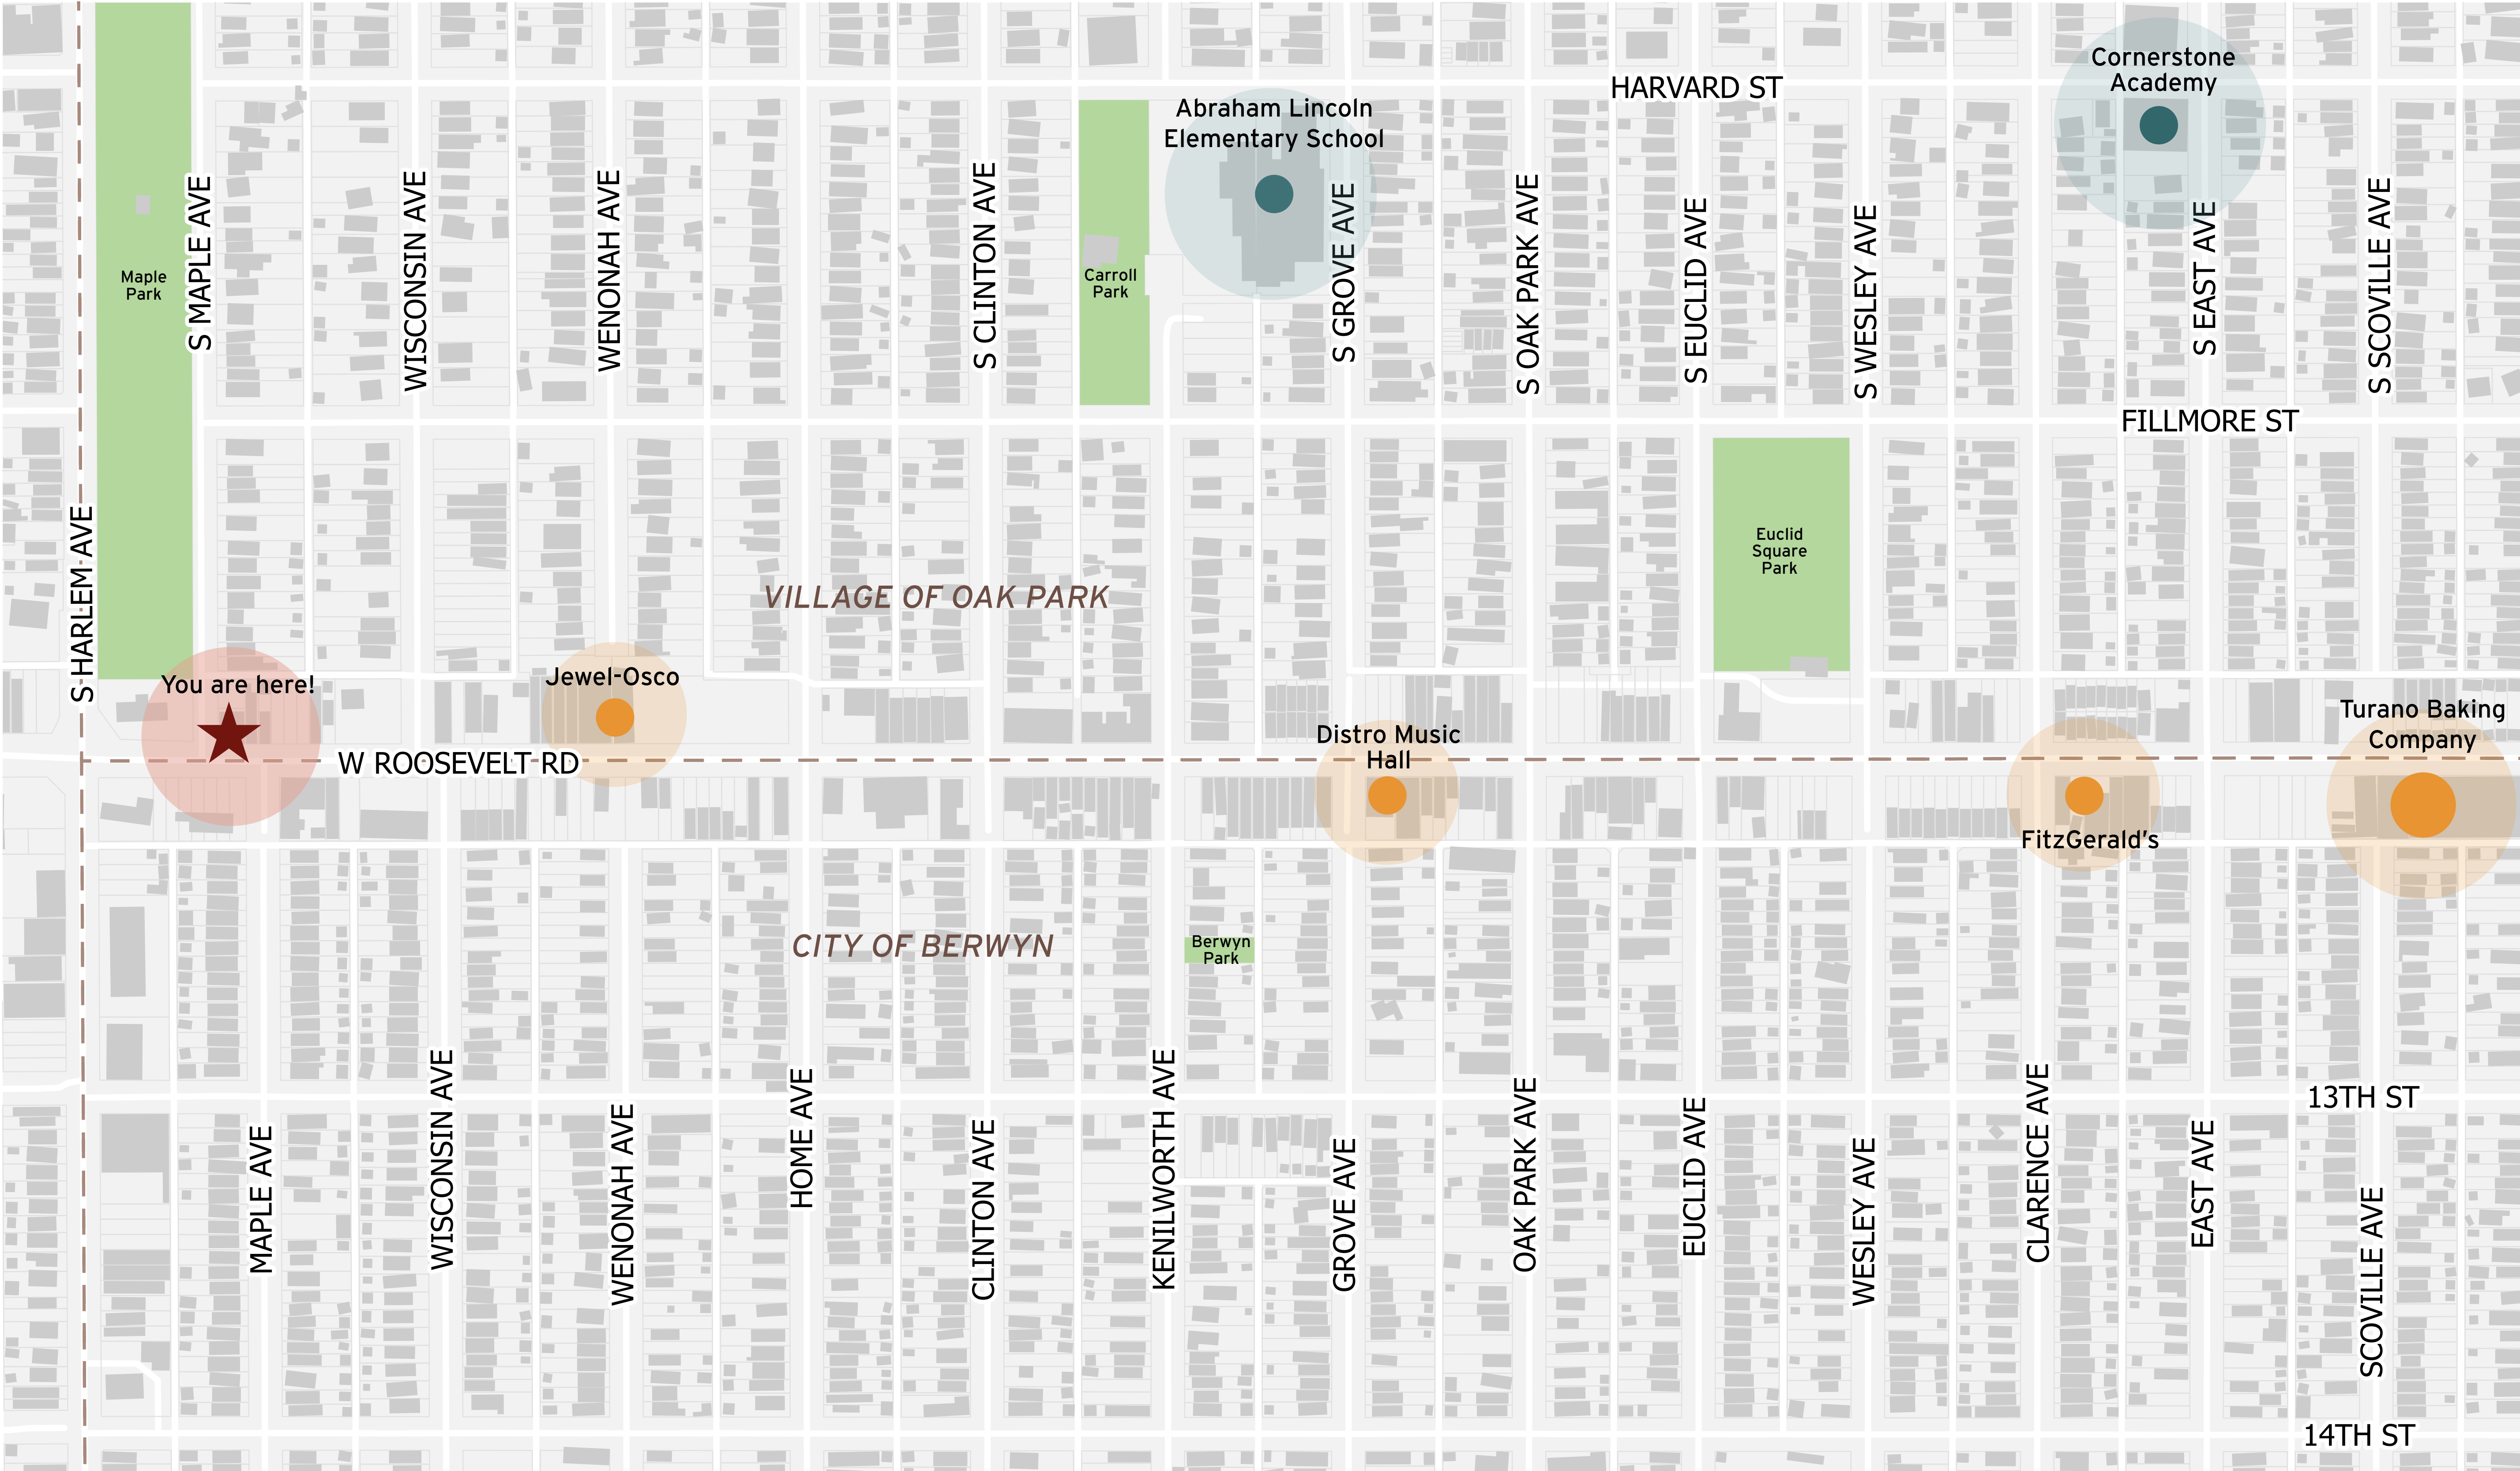 Cornerstone
Academy
HARVARD ST
Abraham Lincoln
Elementary School
S MAPLE AVE
WISCONSIN AVE
WENONAH AVE
S CLINTON AVE
S GROVE AVE
S OAK PARK AVE
S EUCLID AVE
S WESLEY AVE
S EAST AVE
S SCOVILLE AVE
Maple
Park
Carroll
Park
FILLMORE ST
S HARLEM AVE
Euclid
Square
Park
VILLAGE OF OAK PARK
You are here!
Jewel-Osco
Turano Baking
Company
Distro Music
Hall
W ROOSEVELT RD
FitzGerald's
CITY OF BERWYN
Berwyn
Park
13TH ST
MAPLE AVE
WISCONSIN AVE
WENONAH AVE
HOME AVE
CLINTON AVE
KENILWORTH AVE
GROVE AVE
OAK PARK AVE
EUCLID AVE
WESLEY AVE
CLARENCE AVE
EAST AVE
SCOVILLE AVE
14TH ST